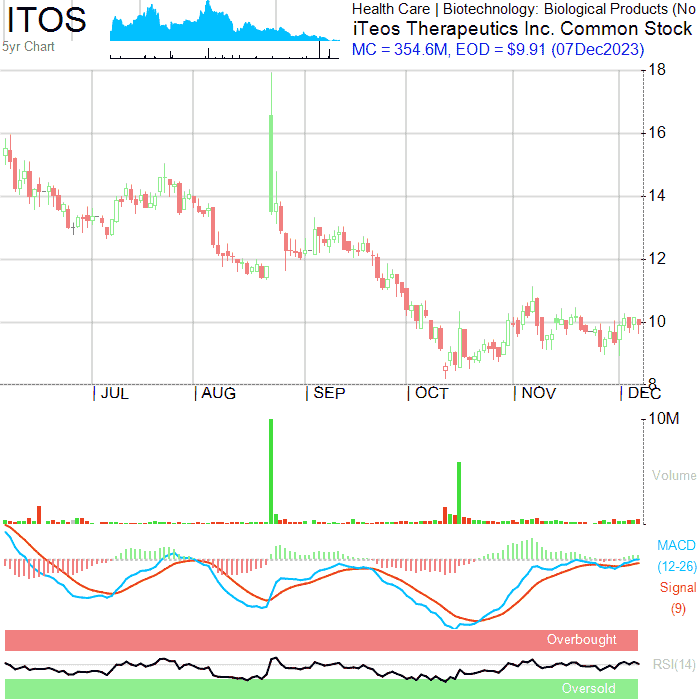 ITOS
5yr Chart
Health Care | Biotechnology: Biological Products (No
iTeos Therapeutics Inc. Common Stock
MC = 354.6M, EOD = $9.91 (07Dec2023)
18
16
14
12
10
8
JUL AUG SEP OCT NOV DEC
10M
Volume
MACD
(12-26)
Signal
(9)
Overbought
RSI(14)
Oversold